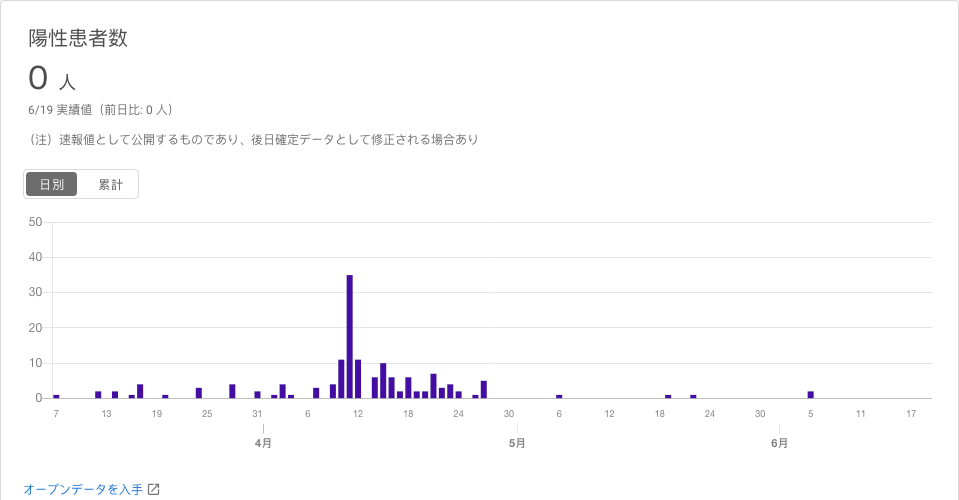 陽性患者数
0 人
6/19 実績値（前日比: 0 人）
（注）速報値として公開するものであり、後日確定データとして修正される場合あり
日別 累計
50
40
30
20
10
0
7 13 19 25 31 6 12 18 24 30 6 12 18 24 30 5 11 17
4月 5月 6月
オープンデータを入手